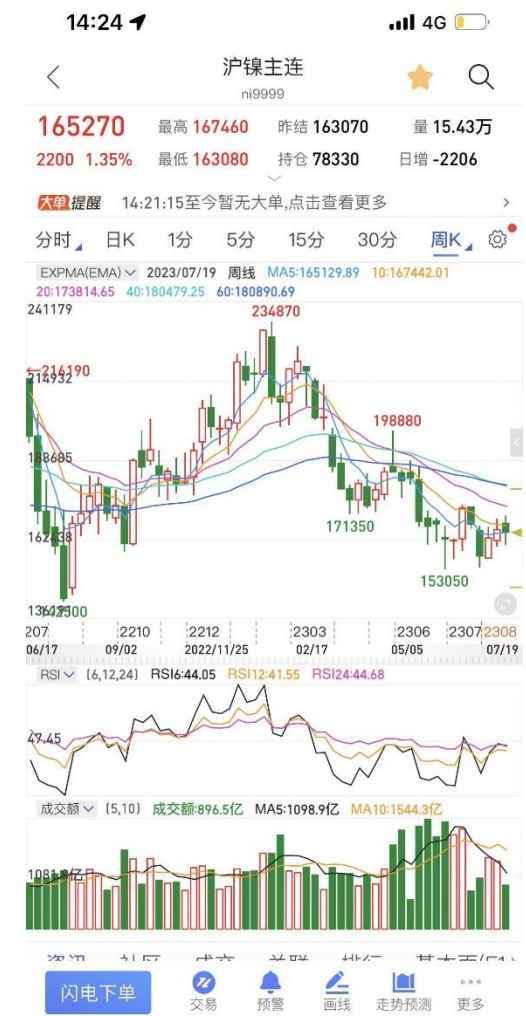 14:24 4G
沪镍主连
ni9999
165270 最高 167460 昨结 163070 量 15.43万
2200 1.35% 最低 163080 持仓 78330 日增 -2206
大单提醒 14:21:15至今暂无大单,点击查看更多
分时 日K 1分 5分 15分 30分 周K
EXPMA(EMA) 2023/07/19 周线 MA5:165129.89 10:167442.01
20:173814.65 40:180479.25 60:180890.69
241179
234870
←216190
214932
198880
188685
171350
162438
153050
207 2210 2212 2303 2306 2307 2308
06/17 09/02 2022/11/25 02/17 05/05 07/19
RSI (6,12,24) RSI6:44.05 RSI12:41.55 RSI24:44.68
47.45
成交额 (5,10) 成交额:896.5亿 MA5:1098.9亿 MA10:1544.3亿
闪电下单 交易 预警 画线 走势预测 更多